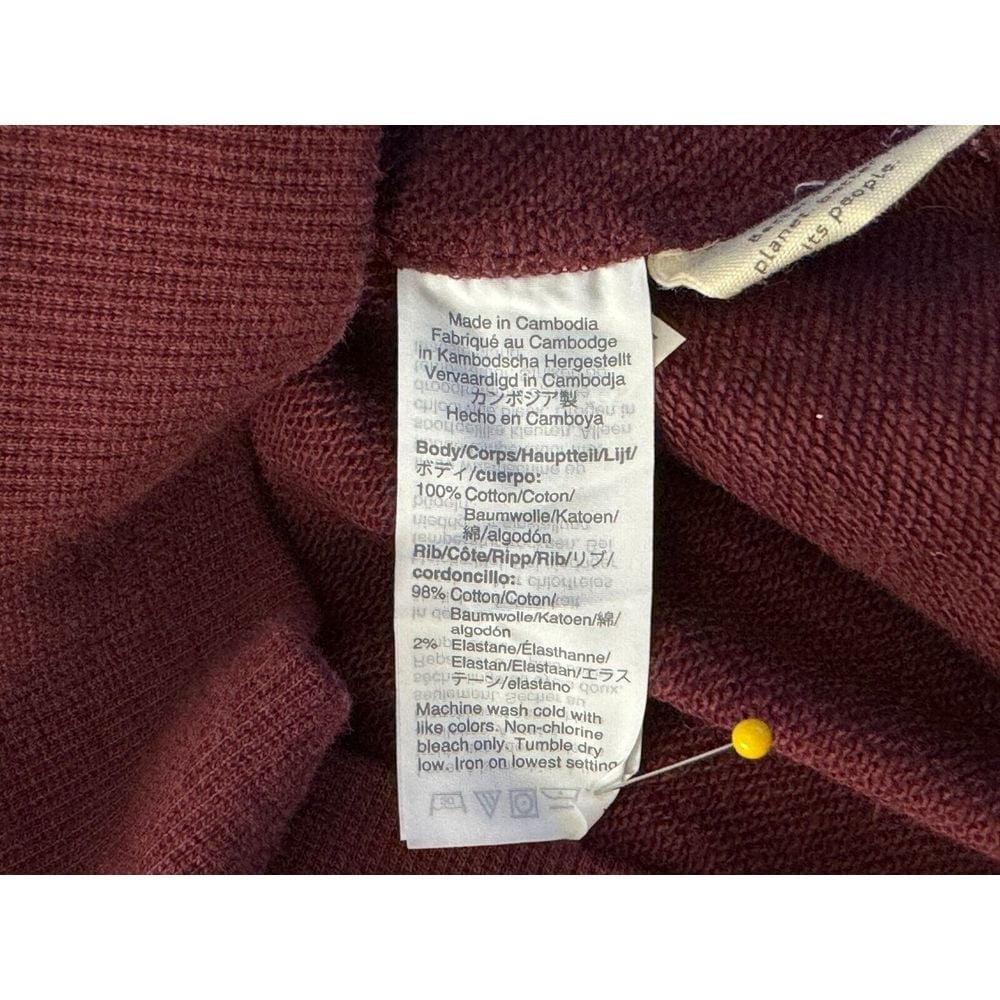 planet
its people.
Made in Cambodia
Fabriqué au Cambodge
in Kambodscha Hergestellt
Vervaardigd in Cambodja
カンボジア製
Hecho en Camboya
Body/Corps/Hauptteil/Lijf/
ボディ/cuerpo:
100% Cotton/Coton/
Baumwolle/Katoen/
綿/algodón
Rib/Côte/Ripp/Rib/リブ/
cordoncillo:
98% Cotton/Coton/
Baumwolle/Katoen/綿/
algodón
2% Elastane/Élasthanne/
Elastan/Elastaan/エラス
テーン/elastano
Machine wash cold with
like colors. Non-chlorine
bleach only. Tumble dry
low. Iron on lowest setting